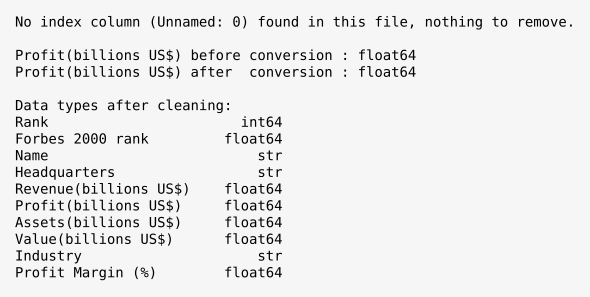 No index column (Unnamed: 0) found in this file, nothing to remove.

Profit(billions US$) before conversion : float64
Profit(billions US$) after  conversion : float64

Data types after cleaning:
Rank                       int64
Forbes 2000 rank         float64
Name                         str
Headquarters                 str
Revenue(billions US$)    float64
Profit(billions US$)     float64
Assets(billions US$)     float64
Value(billions US$)      float64
Industry                     str
Profit Margin (%)        float64